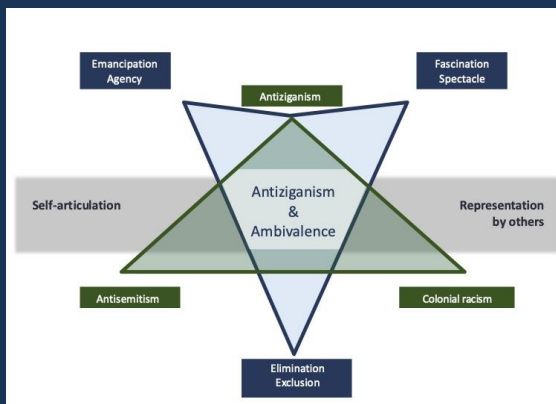 Emancipation
Agency
Fascination
Spectacle
Antiziganism
Self-articulation
Antiziganism
&
Ambivalence
Representation
by others
Antisemitism
Colonial racism
Elimination
Exclusion